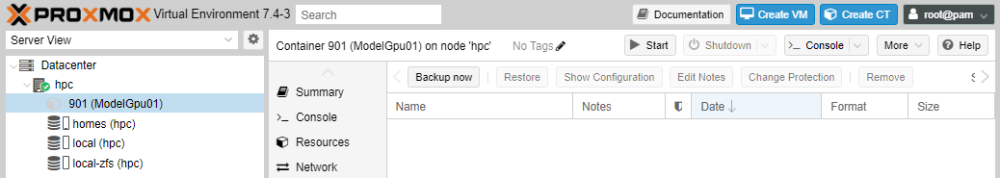 PROXMOX Virtual Environment 7.4-3 Search Documentation Create VM Create CT root@pam
Server View Container 901 (ModelGpu01) on node 'hpc' No Tags Start Shutdown >_ Console More Help
Datacenter Backup now Restore Show Configuration Edit Notes Change Protection Remove S
hpc Summary Name Notes Date ↓ Format Size
901 (ModelGpu01) >_ Console
homes (hpc)
local (hpc) Resources
local-zfs (hpc) Network